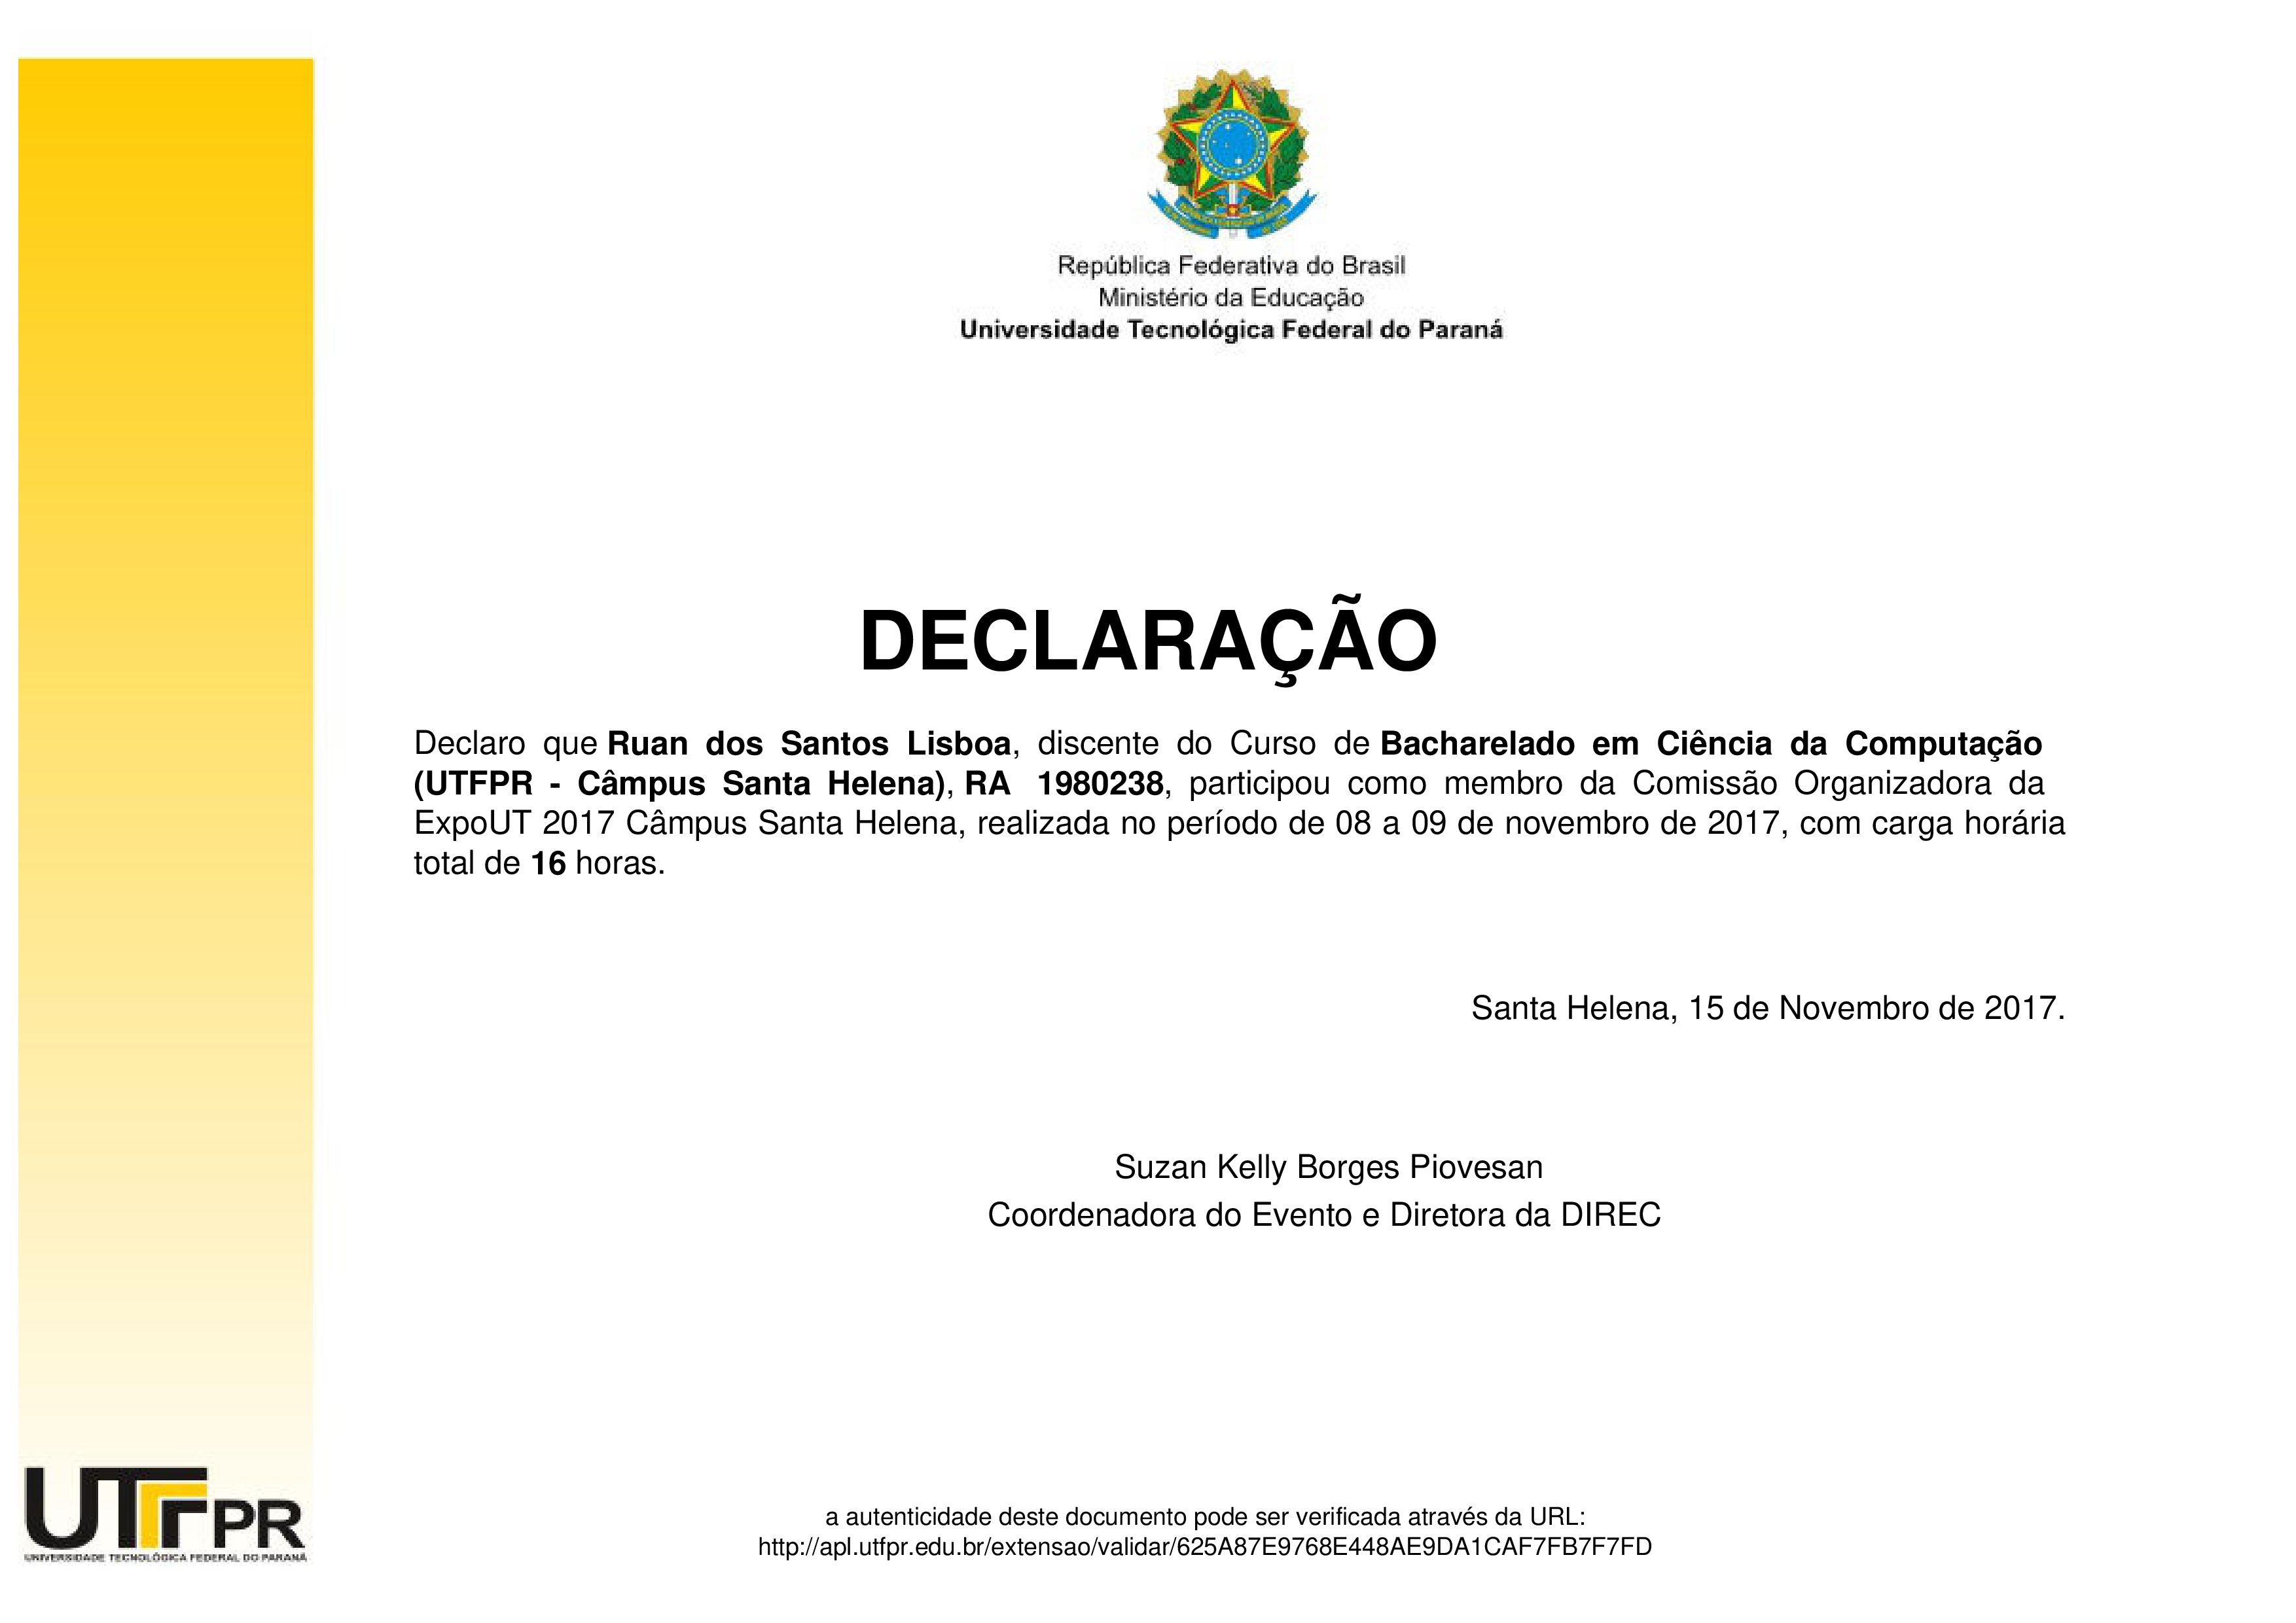 República Federativa do Brasil
Ministério da Educação
Universidade Tecnológica Federal do Paraná
DECLARAÇÃO
Declaro que Ruan dos Santos Lisboa, discente do Curso de Bacharelado em Ciência da Computação
(UTFPR - Câmpus Santa Helena), RA 1980238, participou como membro da Comissão Organizadora da
ExpoUT 2017 Câmpus Santa Helena, realizada no período de 08 a 09 de novembro de 2017, com carga horária
total de 16 horas.
Santa Helena, 15 de Novembro de 2017.
Suzan Kelly Borges Piovesan
Coordenadora do Evento e Diretora da DIREC
UTFPR
UNIVERSIDADE TECNOLÓGICA FEDERAL DO PARANÁ
a autenticidade deste documento pode ser verificada através da URL:
http://apl.utfpr.edu.br/extensao/validar/625A87E9768E448AE9DA1CAF7FB7F7FD